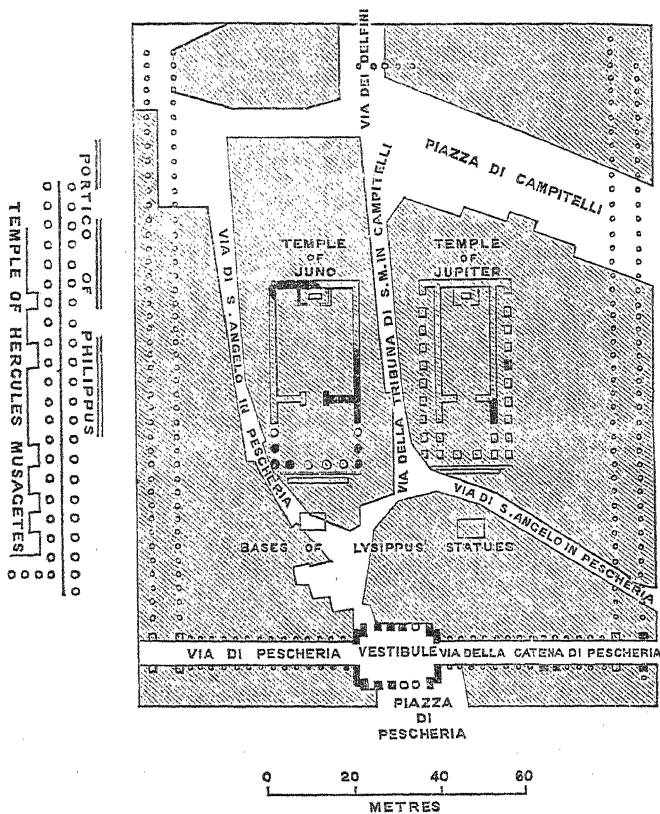 VIA DEI DELFINI
PIAZZA DI CAMPITELLI
PORTICO OF PHILIPPUS
TEMPLE OF HERCULES MUSAGETES
VIA DI S. ANGELO IN PESCHERIA
TEMPLE
OF
JUNO
VIA DELLA TRIBUNA DI S.M. IN CAMPITELLI
TEMPLE
OF
JUPITER
VIA DI S. ANGELO IN PESCHERIA
BASES OF LYSIPPUS' STATUES
VIA DI PESCHERIA
VESTIBULE
VIA DELLA CATENA DI PESCHERIA
PIAZZA
DI
PESCHERIA
0 20 40 60
METRES